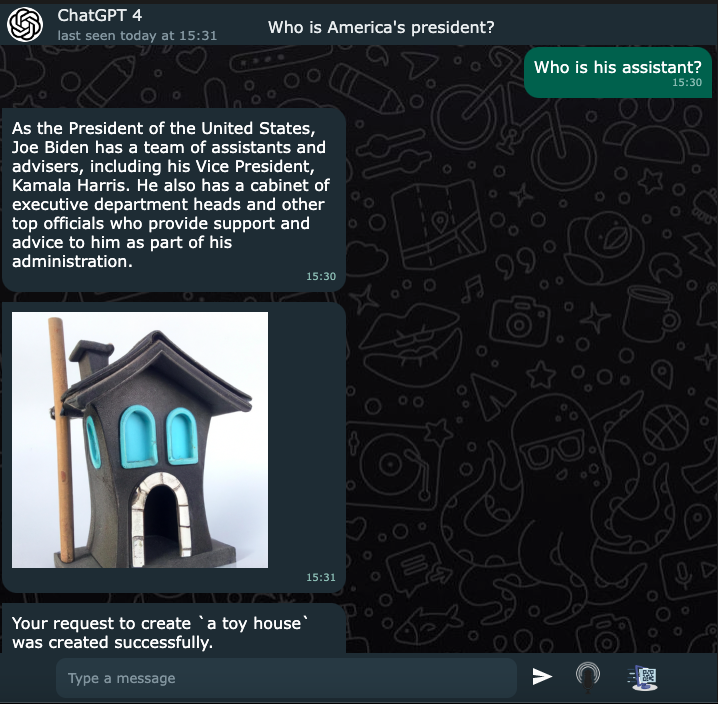 ChatGPT 4
last seen today at 15:31
Who is America's president?
Who is his assistant?
15:30
As the President of the United States,
Joe Biden has a team of assistants and
advisers, including his Vice President,
Kamala Harris. He also has a cabinet of
executive department heads and other
top officials who provide support and
advice to him as part of his
administration.
15:30
15:31
Your request to create `a toy house`
was created successfully.
Type a message